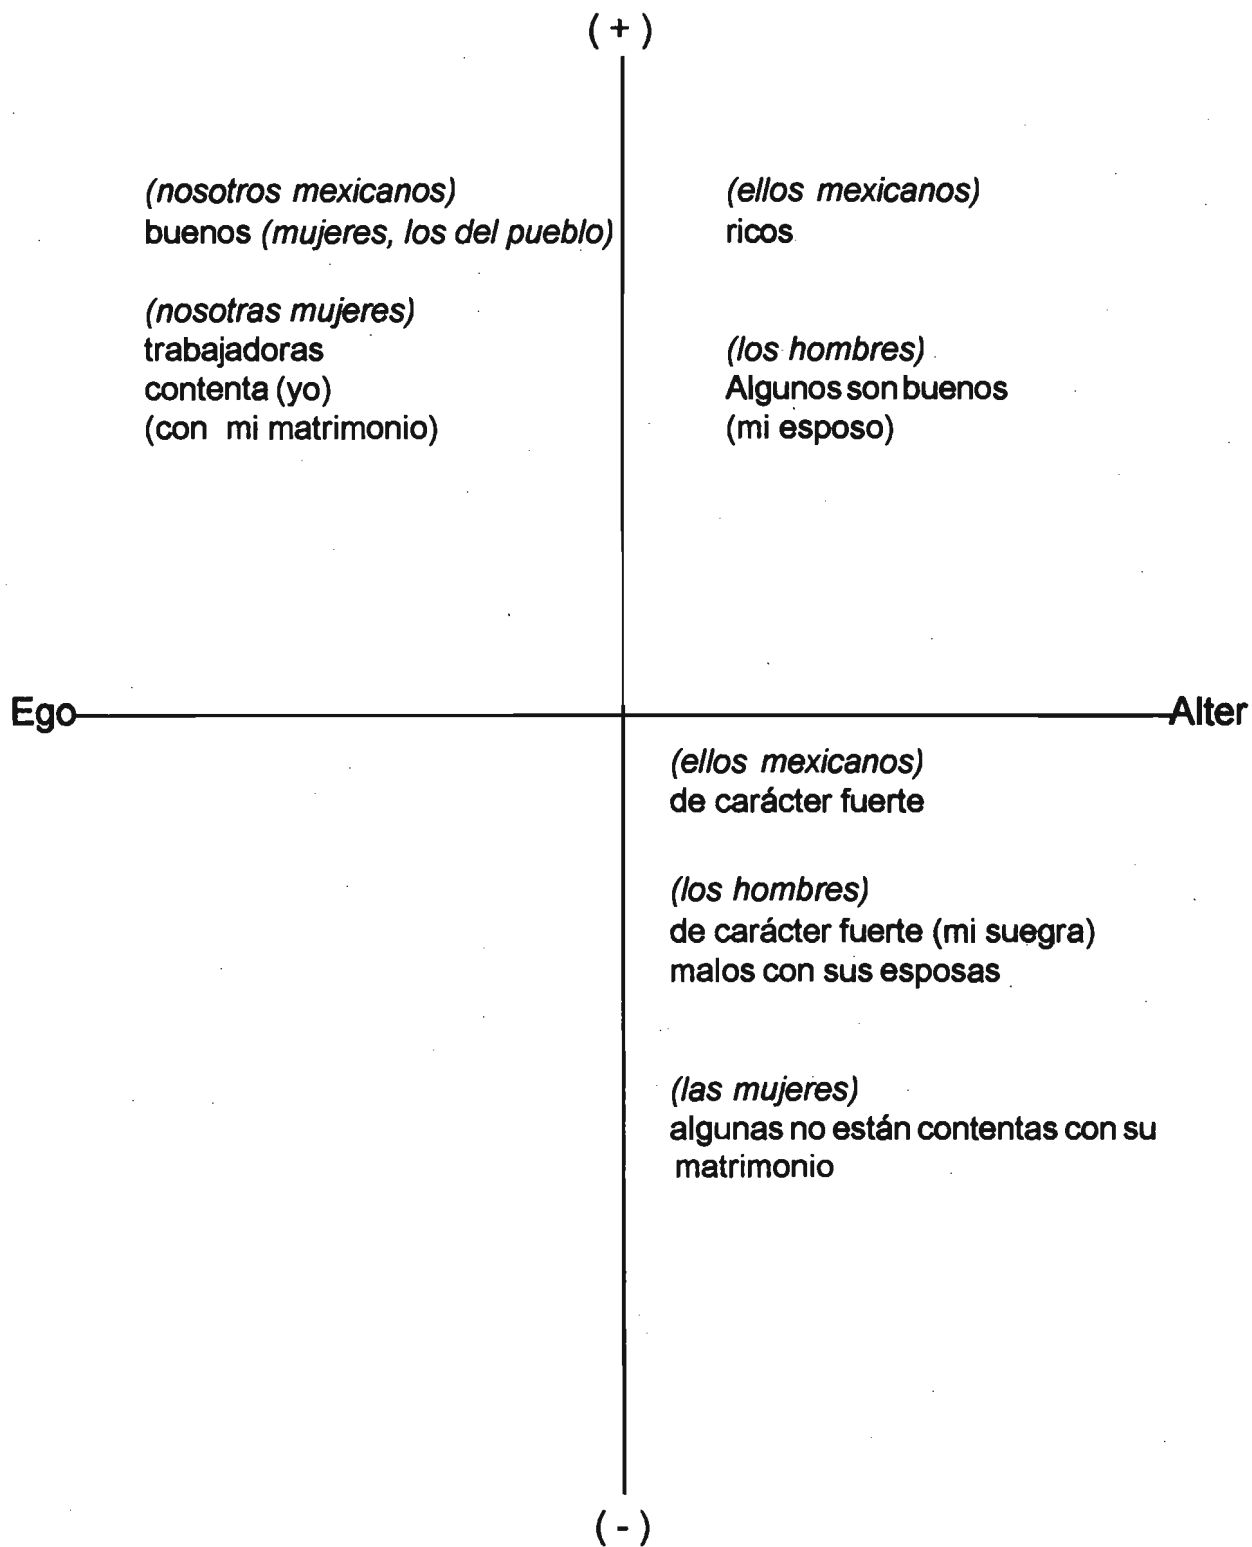 ( + )
(nosotros mexicanos)
buenos (mujeres, los del pueblo)
(nosotras mujeres)
trabajadoras
contenta (yo)
(con mi matrimonio)
(ellos mexicanos)
ricos
(los hombres)
Algunos son buenos
(mi esposo)
Ego
Alter
(ellos mexicanos)
de carácter fuerte
(los hombres)
de carácter fuerte (mi suegra)
malos con sus esposas
(las mujeres)
algunas no están contentas con su
matrimonio
( - )